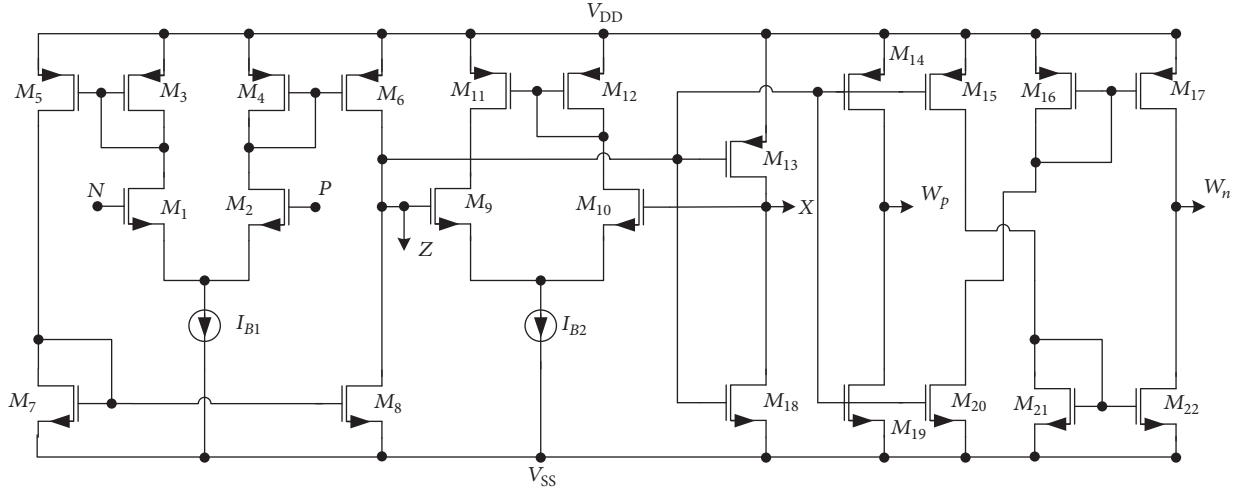 V_DD
M_14
M_5
M_3
M_4
M_6
M_11
M_12
M_15
M_16
M_17
M_13
N
M_1
M_2
P
M_9
M_10
X
W_p
W_n
Z
I_B1
I_B2
M_7
M_8
M_18
M_19
M_20
M_21
M_22
V_SS